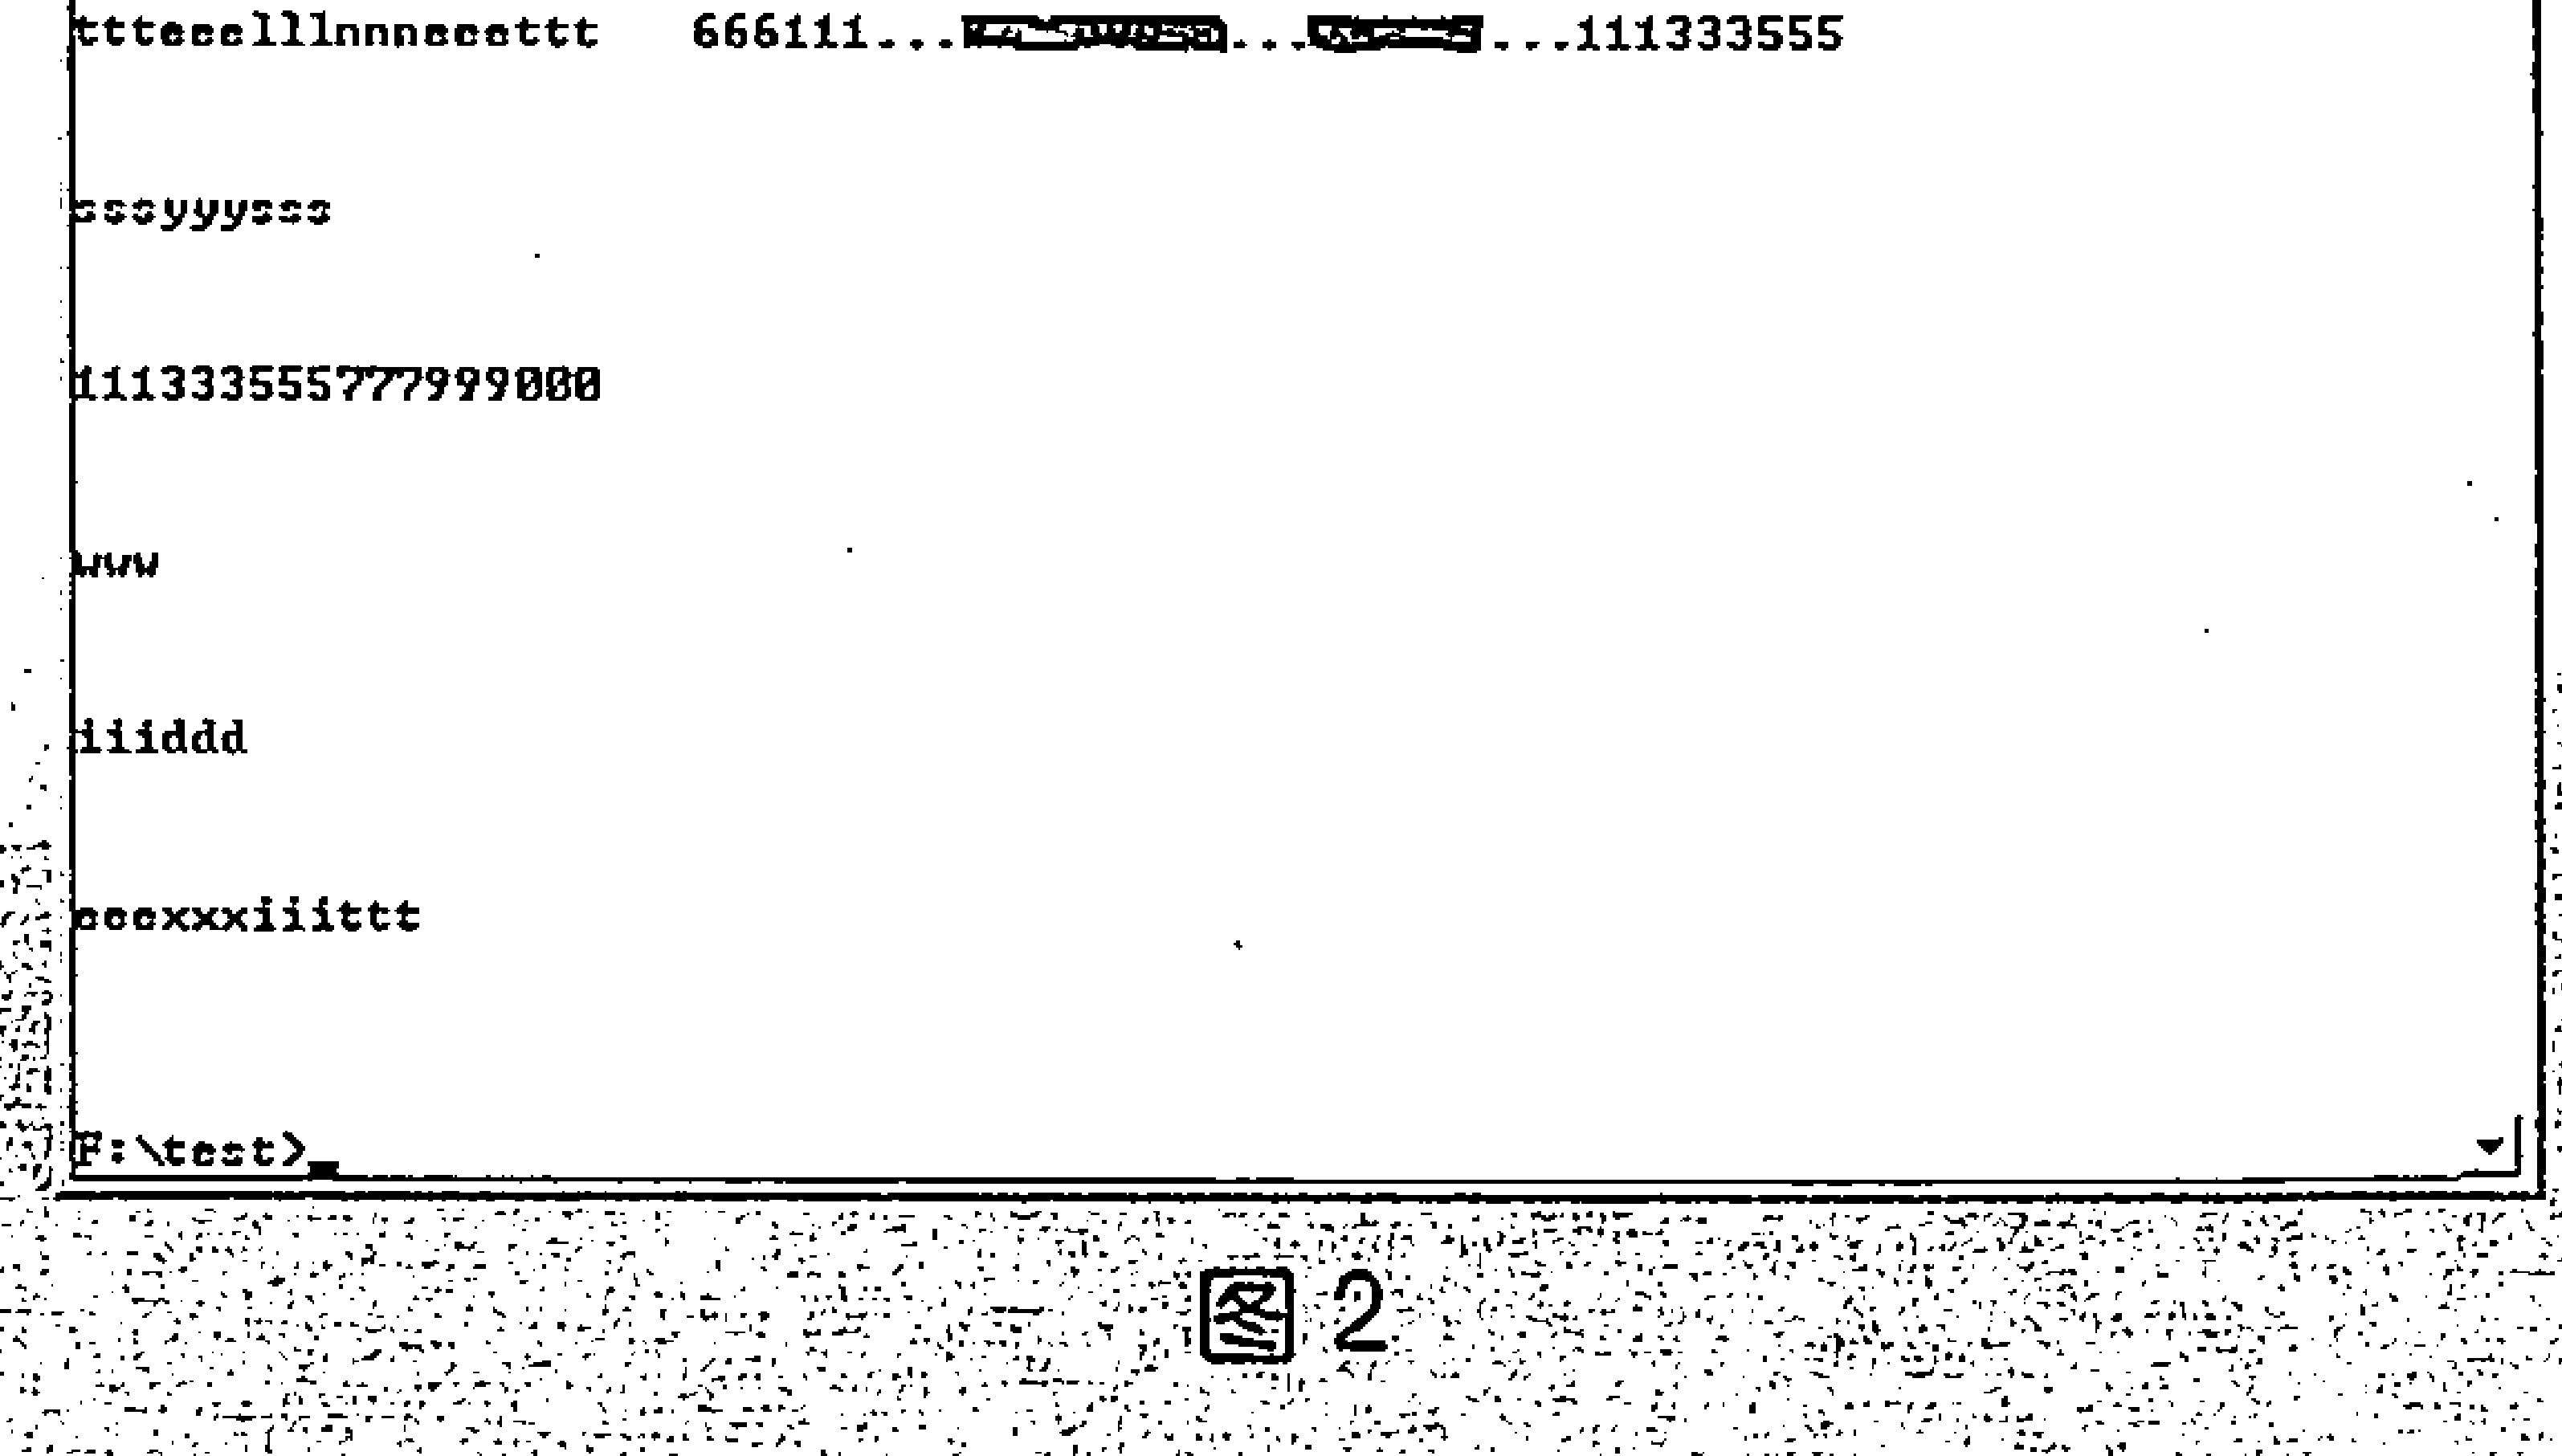 ttteeelllnnneeettt 666111... ... ...111333555
sssyyysss
111333555777999000
www
iiiddd
eeexxxiiittt
F:\test>
图 2